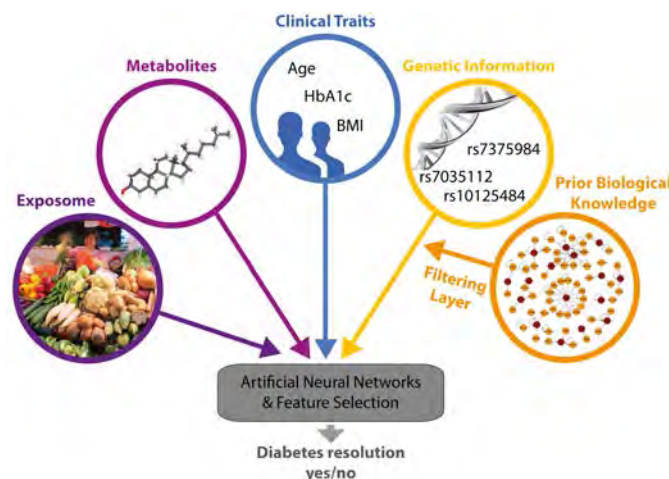 Clinical Traits
Metabolites
Genetic Information
Age
HbA1c
BMI
rs7375984
rs7035112
rs10125484
Exposome
Prior Biological
Knowledge
Filtering
Layer
Artificial Neural Networks
& Feature Selection
Diabetes resolution
yes/no